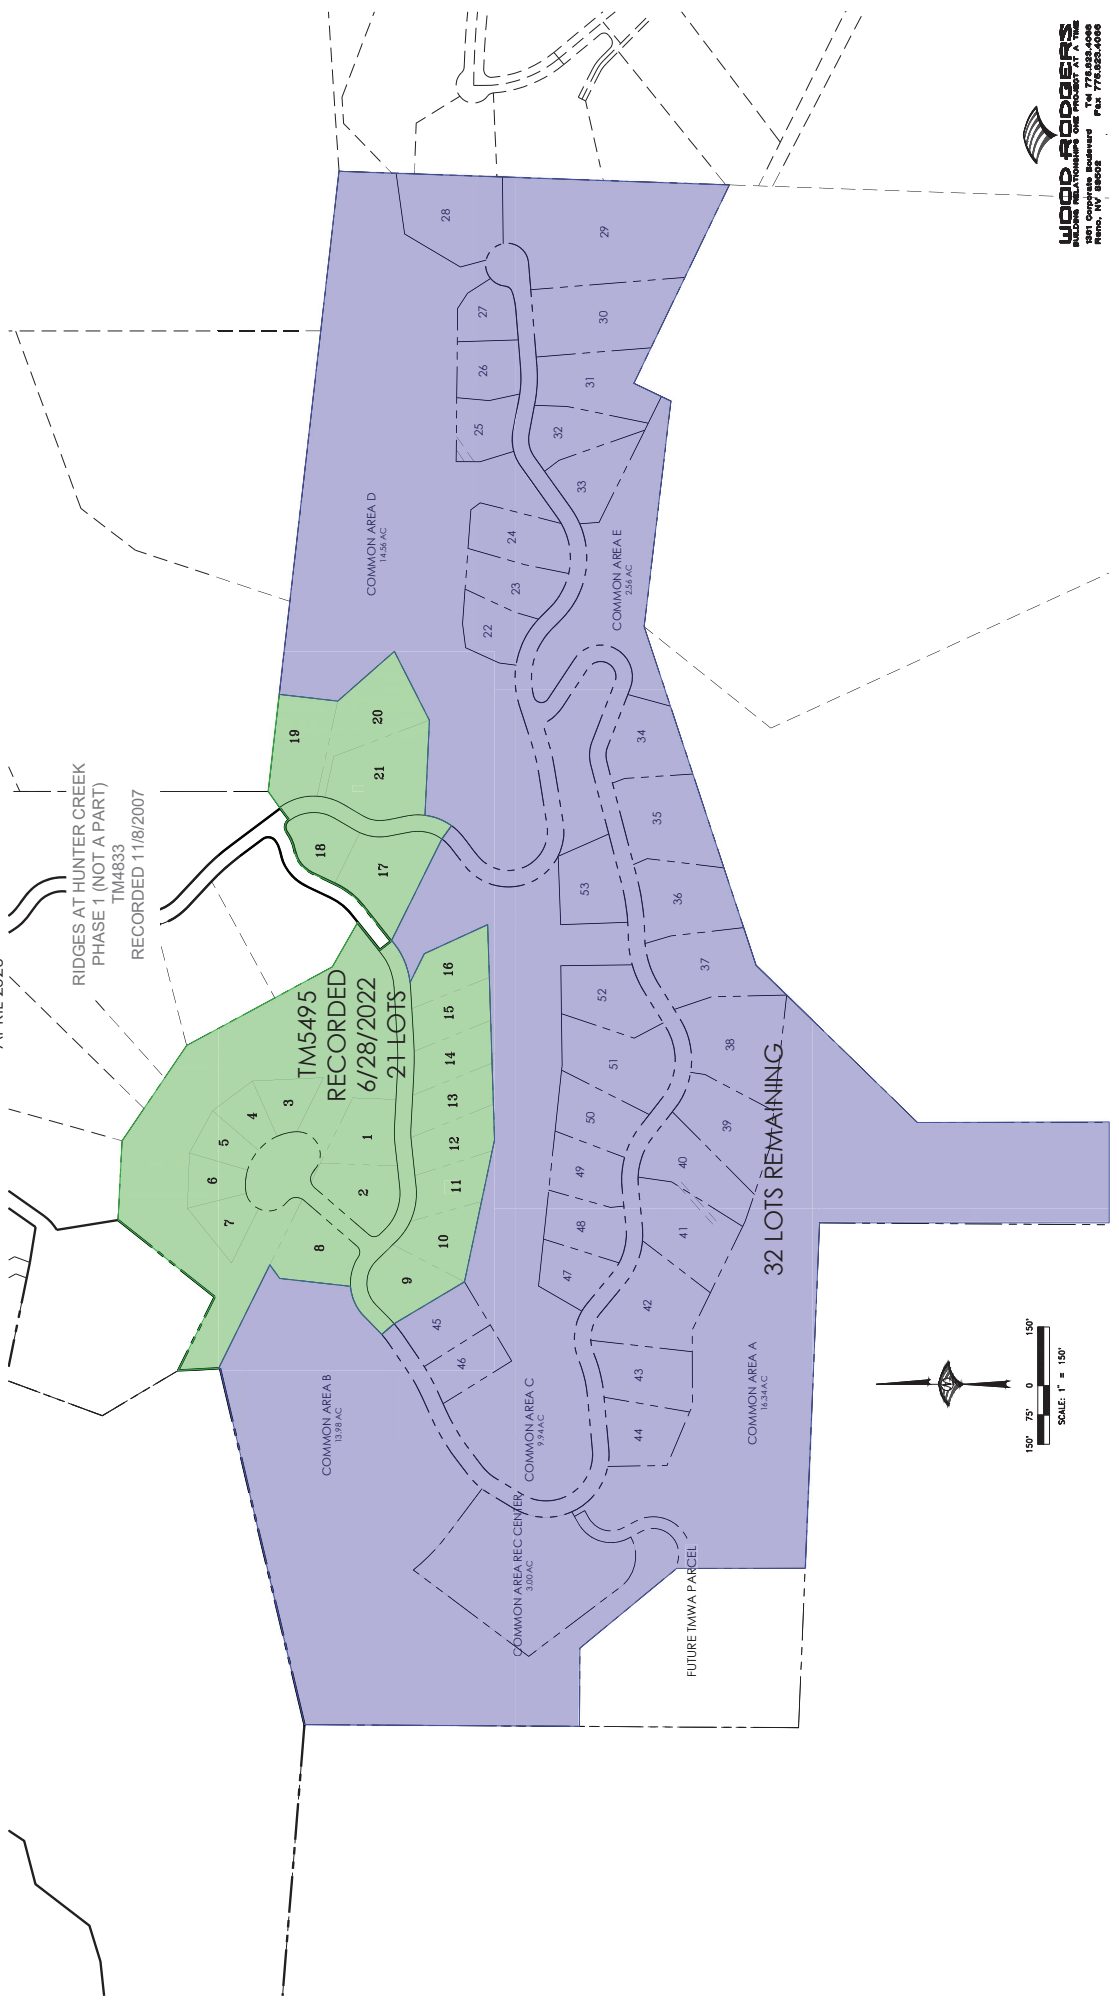 RIDGES AT HUNTER CREEK
PHASE 1 (NOT A PART)
TM4833
RECORDED 11/8/2007
TM5495
RECORDED
6/28/2022
21 LOTS
32 LOTS REMAINING
COMMON AREA A
16.34 AC
COMMON AREA B
13.98 AC
COMMON AREA C
9.94 AC
COMMON AREA D
14.56 AC
COMMON AREA E
2.56 AC
COMMON AREA REC CENTER
3.00 AC
FUTURE TMWA PARCEL
1
2
3
4
5
6
7
8
9
10
11
12
13
14
15
16
17
18
19
20
21
22
23
24
25
26
27
28
29
30
31
32
33
34
35
36
37
38
39
40
41
42
43
44
45
46
47
48
49
50
51
52
53
150' 75' 0 150'
SCALE: 1" = 150'
WOOD RODGERS
BUILDING RELATIONSHIPS ONE PROJECT AT A TIME
1361 Corporate Boulevard Tel 775.823.4068
Reno, NV 89502 Fax 775.823.4066